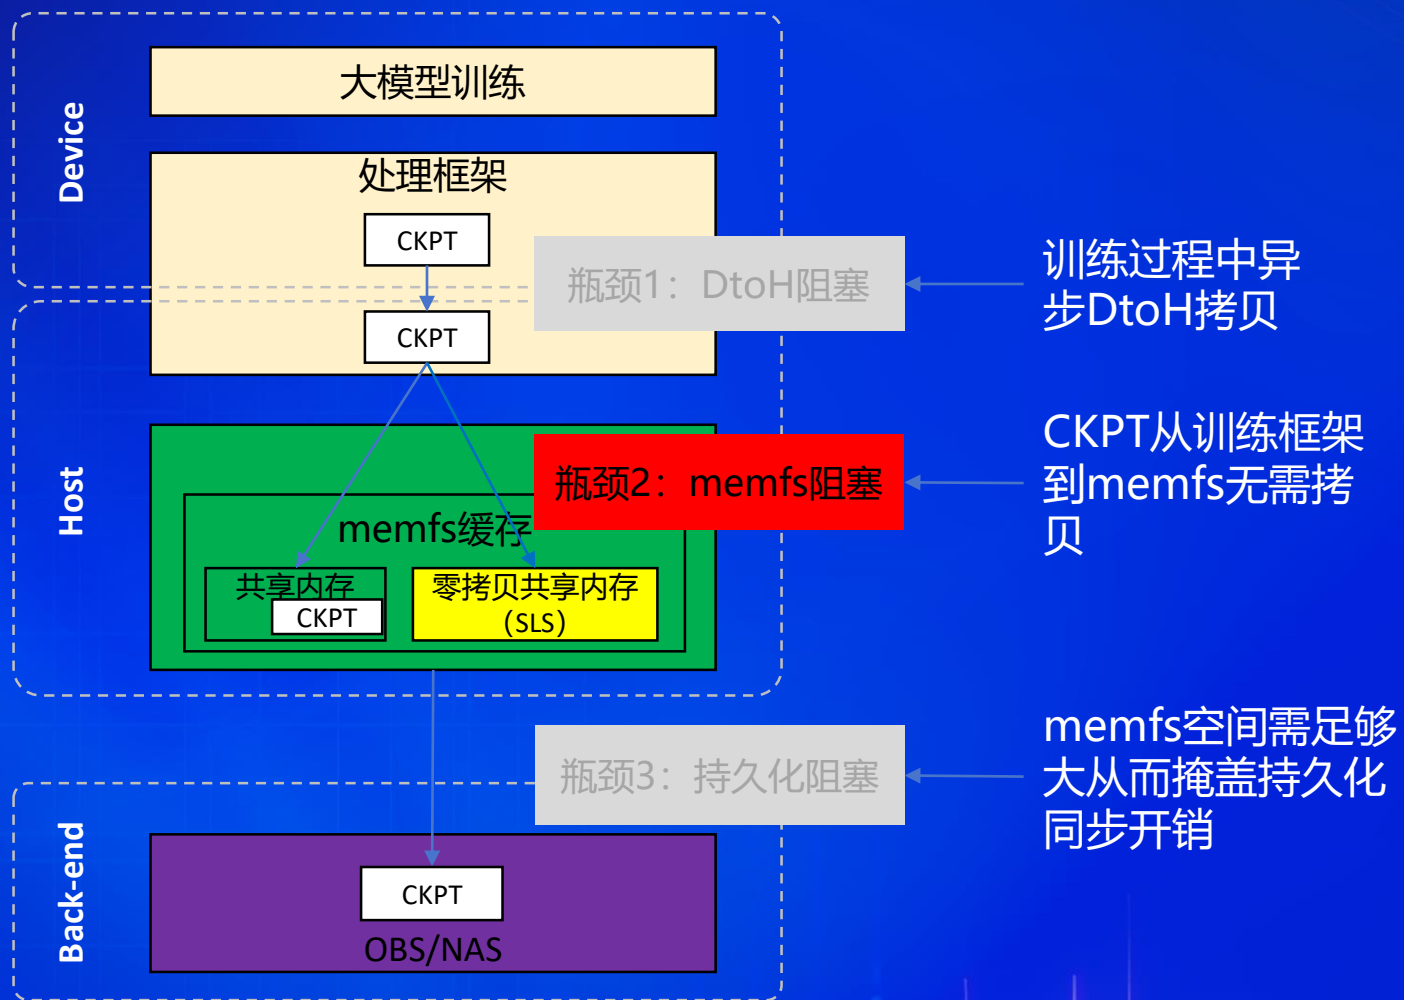 Device
大模型训练
处理框架
CKPT
瓶颈1：DtoH阻塞
训练过程中异
步DtoH拷贝
CKPT
Host
瓶颈2：memfs阻塞
CKPT从训练框架
到memfs无需拷
贝
memfs缓存
共享内存
CKPT
零拷贝共享内存
（SLS）
瓶颈3：持久化阻塞
memfs空间需足够
大从而掩盖持久化
同步开销
Back-end
CKPT
OBS/NAS